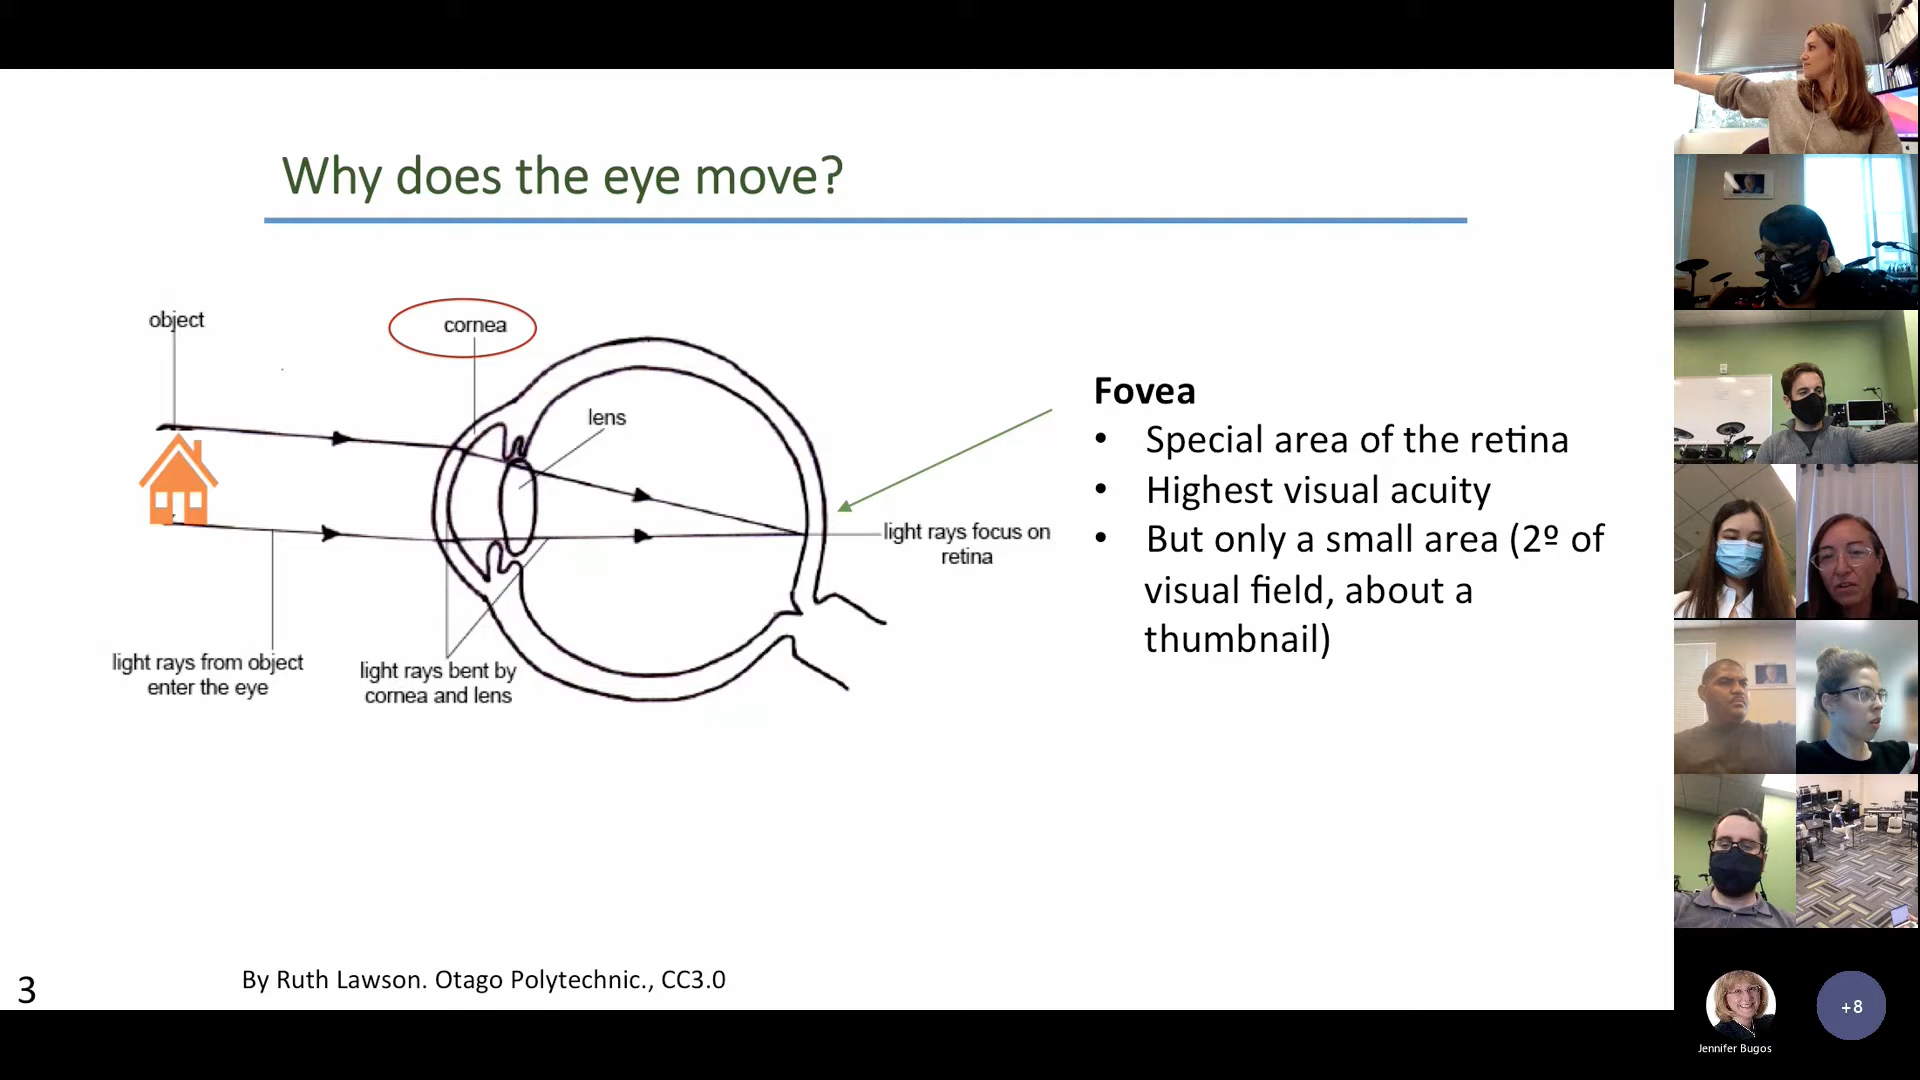 Why does the eye move?
object
cornea
lens
light rays focus on
retina
light rays from object
enter the eye
light rays bent by
cornea and lens
Fovea
• Special area of the retina
• Highest visual acuity
• But only a small area (2º of
visual field, about a
thumbnail)
By Ruth Lawson. Otago Polytechnic., CC3.0
3
+8
Jennifer Bugos